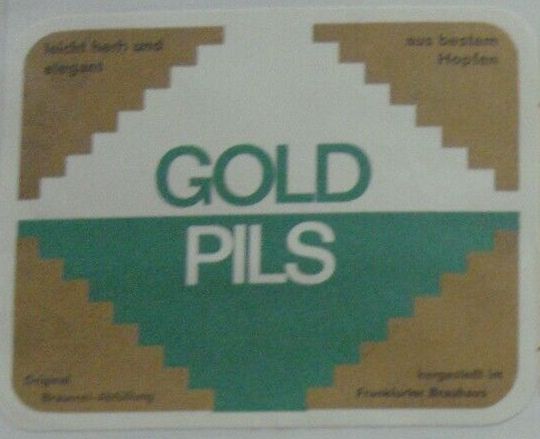 leicht herb und
elegant
aus bestem
Hopfen
GOLD
PILS
Original
Brauerei-Abfüllung
hergestellt im
Frankfurter Brauhaus